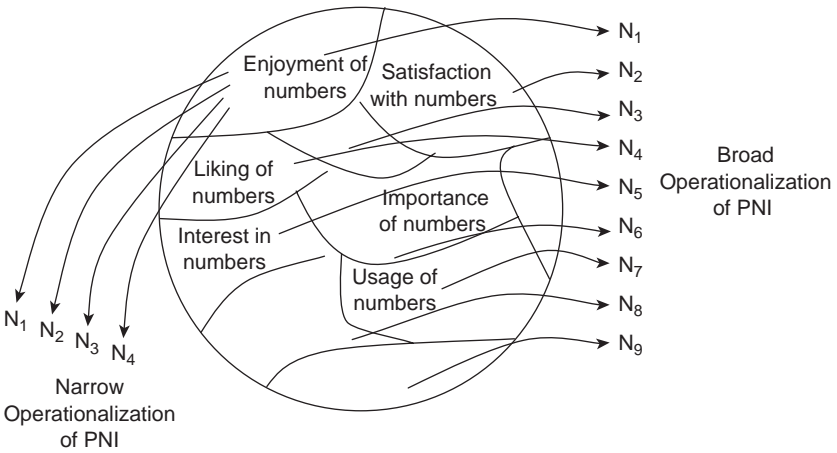 Enjoyment of
numbers
Satisfaction
with numbers
Liking of
numbers
Importance
of numbers
Interest in
numbers
Usage of
numbers
N₁
N₂
N₃
N₄
N₅
N₆
N₇
N₈
N₉
Broad
Operationalization
of PNI
N₁
N₂
N₃
N₄
Narrow
Operationalization
of PNI